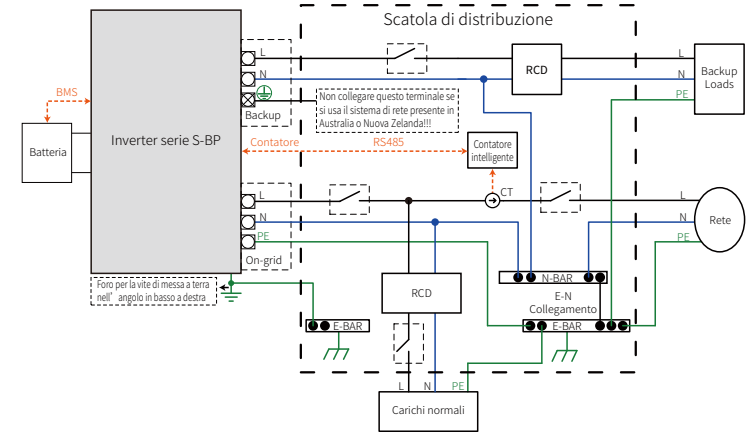 Scatola di distribuzione
L
N
RCD
L
N
PE
Backup
Loads
BMS
Backup
Non collegare questo terminale se
si usa il sistema di rete presente in
Australia o Nuova Zelanda!!!
Inverter serie S-BP
Batteria
Contatore
RS485
Contatore
intelligente
CT
L
N
PE
On-grid
L
N
PE
Rete
Foro per la vite di messa a terra
nell' angolo in basso a destra
RCD
N-BAR
E-N
Collegamento
E-BAR
E-BAR
L
N
PE
Carichi normali